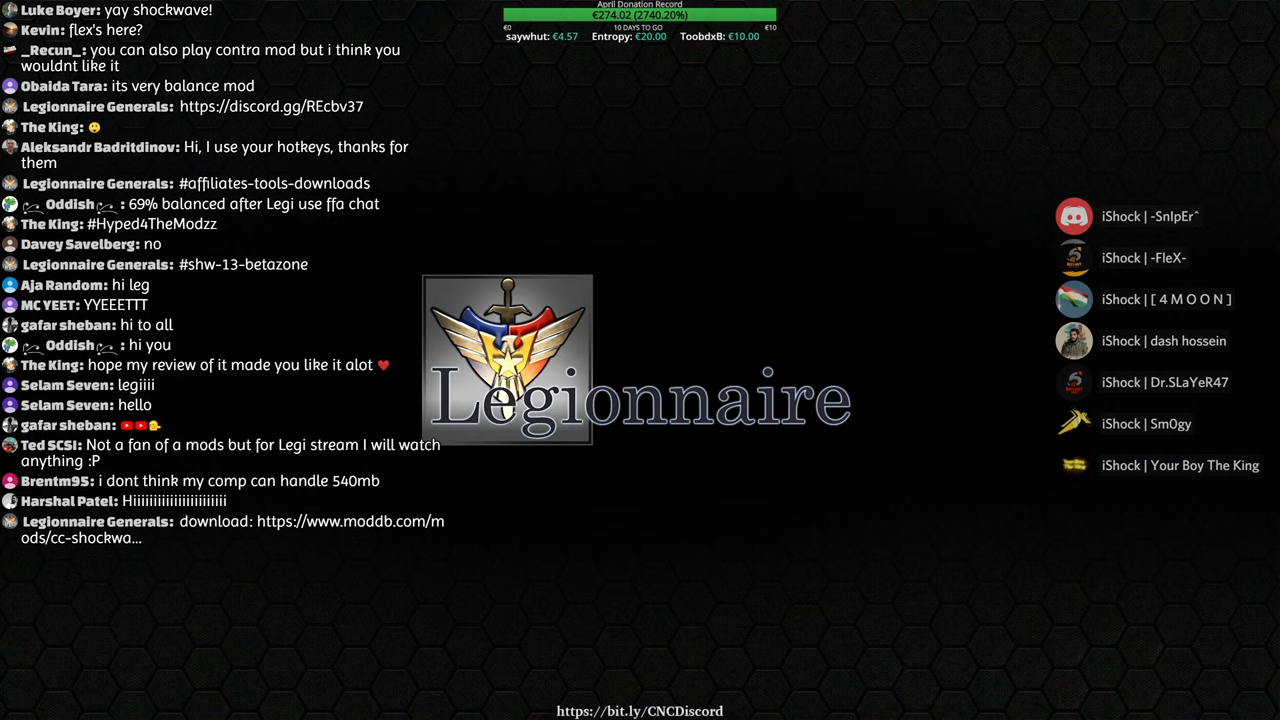 Luke Boyer: yay shockwave!
Kevin: flex's here?
_Recun_: you can also play contra mod but i think you
wouldnt like it
Obaida Tara: its very balance mod
Legionnaire Generals: https://discord.gg/REcbv37
The King: 😲
Aleksandr Badritdinov: Hi, I use your hotkeys, thanks for
them
Legionnaire Generals: #affiliates-tools-downloads
Oddish : 69% balanced after Legi use ffa chat
The King: #Hyped4TheModzz
Davey Savelberg: no
Legionnaire Generals: #shw-13-betazone
Aja Random: hi leg
MC YEET: YYEEETTT
gafar sheban: hi to all
Oddish : hi you
The King: hope my review of it made you like it alot ♥
Selam Seven: legiiii
Selam Seven: hello
gafar sheban:
Ted SCSI: Not a fan of a mods but for Legi stream I will watch
anything :P
Brentm95: i dont think my comp can handle 540mb
Harshal Patel: Hiiiiiiiiiiiiiiiiiiiiiii
Legionnaire Generals: download: https://www.moddb.com/m
ods/cc-shockwa...
April Donation Record
€274.02 (2740.20%)
€0 10 DAYS TO GO €10
saywhut: €4.57 Entropy: €20.00 ToobdxB: €10.00
Legionnaire
iShock | -SnIpEr^
iShock | -FleX-
iShock | [ 4 M O O N ]
iShock | dash hossein
iShock | Dr.SLaYeR47
iShock | Sm0gy
iShock | Your Boy The King
https://bit.ly/CNCDiscord